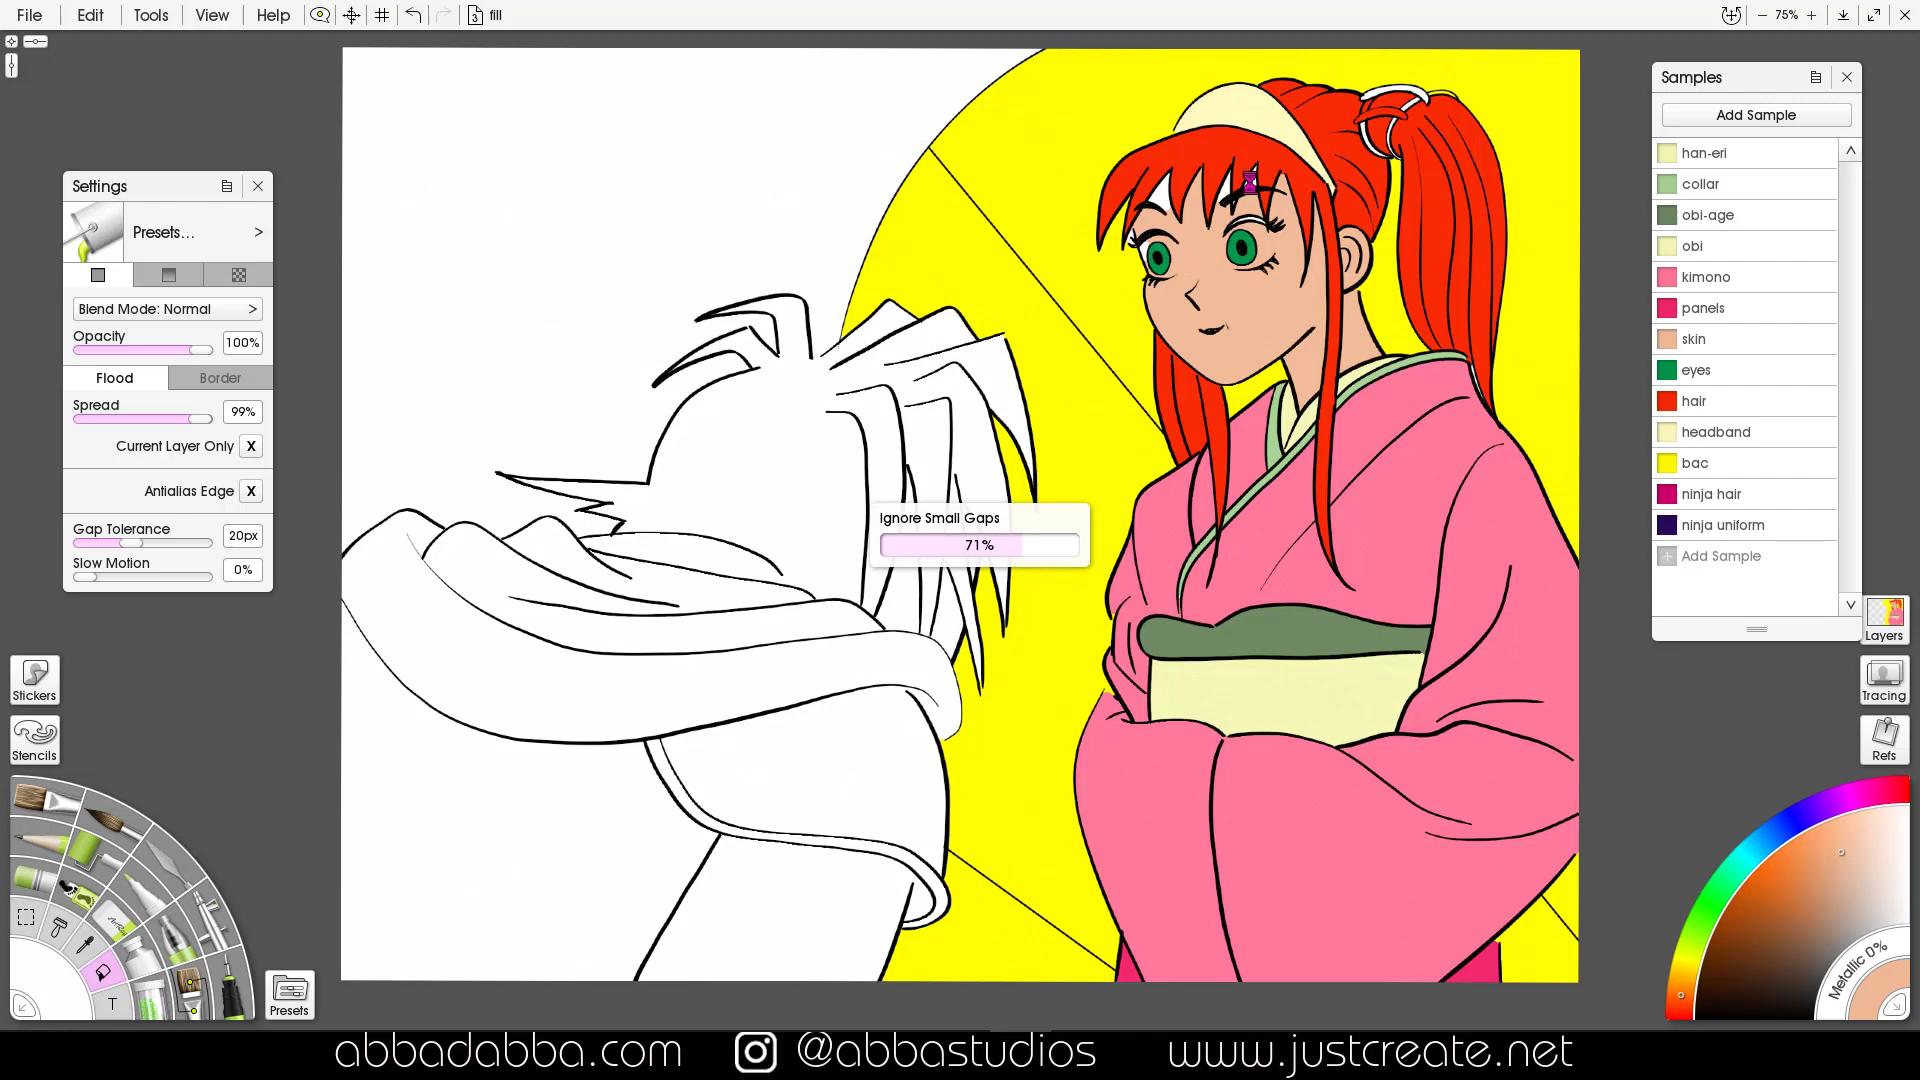 File Edit Tools View Help 3 fill 75%
Samples
Add Sample
han-eri
collar
obi-age
obi
kimono
panels
skin
eyes
hair
headband
bac
ninja hair
ninja uniform
Add Sample
Settings
Presets...
Blend Mode: Normal
Opacity 100%
Flood Border
Spread 99%
Current Layer Only X
Antialias Edge X
Gap Tolerance 20px
Slow Motion 0%
Ignore Small Gaps
71%
Layers
Stickers
Tracing
Stencils
Refs
T
Presets
Metallic 0%
abbadabba.com @abbastudios www.justcreate.net